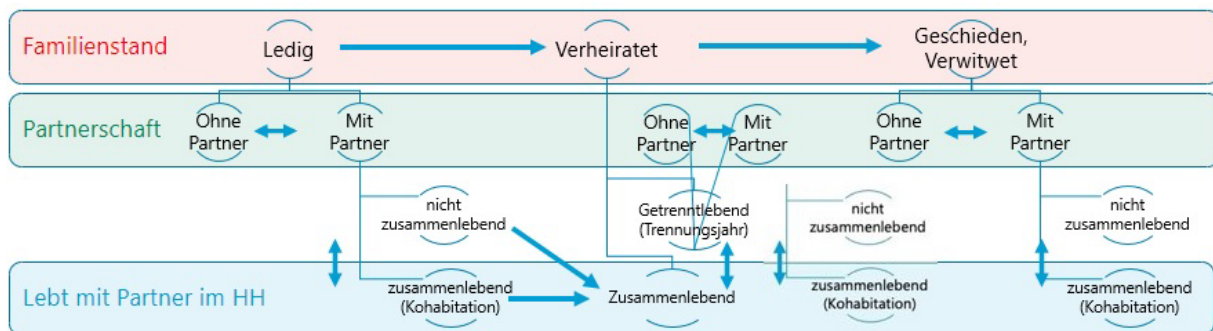 Familienstand
Ledig
Verheiratet
Geschieden,
Verwitwet
Partnerschaft
Ohne
Partner
Mit
Partner
Ohne
Partner
Mit
Partner
Ohne
Partner
Mit
Partner
nicht
zusammenlebend
Getrenntlebend
(Trennungsjahr)
nicht
zusammenlebend
nicht
zusammenlebend
Lebt mit Partner im HH
zusammenlebend
(Kohabitation)
Zusammenlebend
zusammenlebend
(Kohabitation)
zusammenlebend
(Kohabitation)